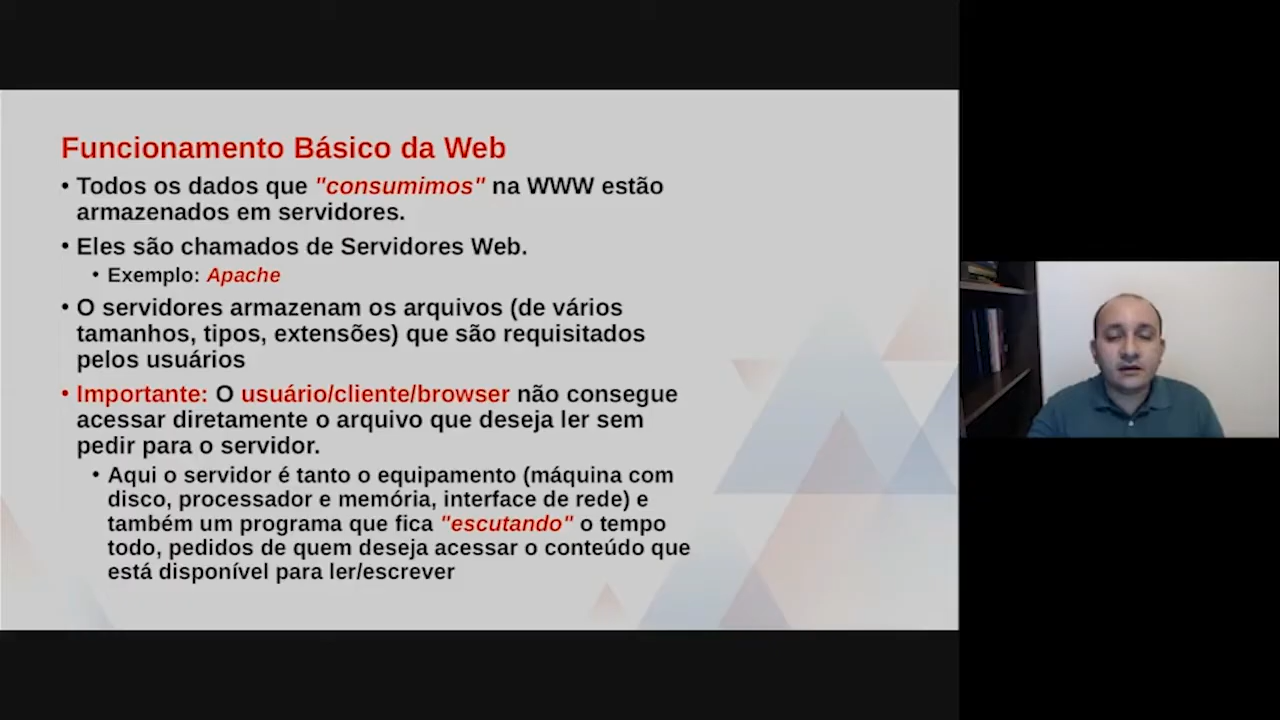 Funcionamento Básico da Web
• Todos os dados que "consumimos" na WWW estão
armazenados em servidores.
• Eles são chamados de Servidores Web.
• Exemplo: Apache
• O servidores armazenam os arquivos (de vários
tamanhos, tipos, extensões) que são requisitados
pelos usuários
• Importante: O usuário/cliente/browser não consegue
acessar diretamente o arquivo que deseja ler sem
pedir para o servidor.
• Aqui o servidor é tanto o equipamento (máquina com
disco, processador e memória, interface de rede) e
também um programa que fica "escutando" o tempo
todo, pedidos de quem deseja acessar o conteúdo que
está disponível para ler/escrever